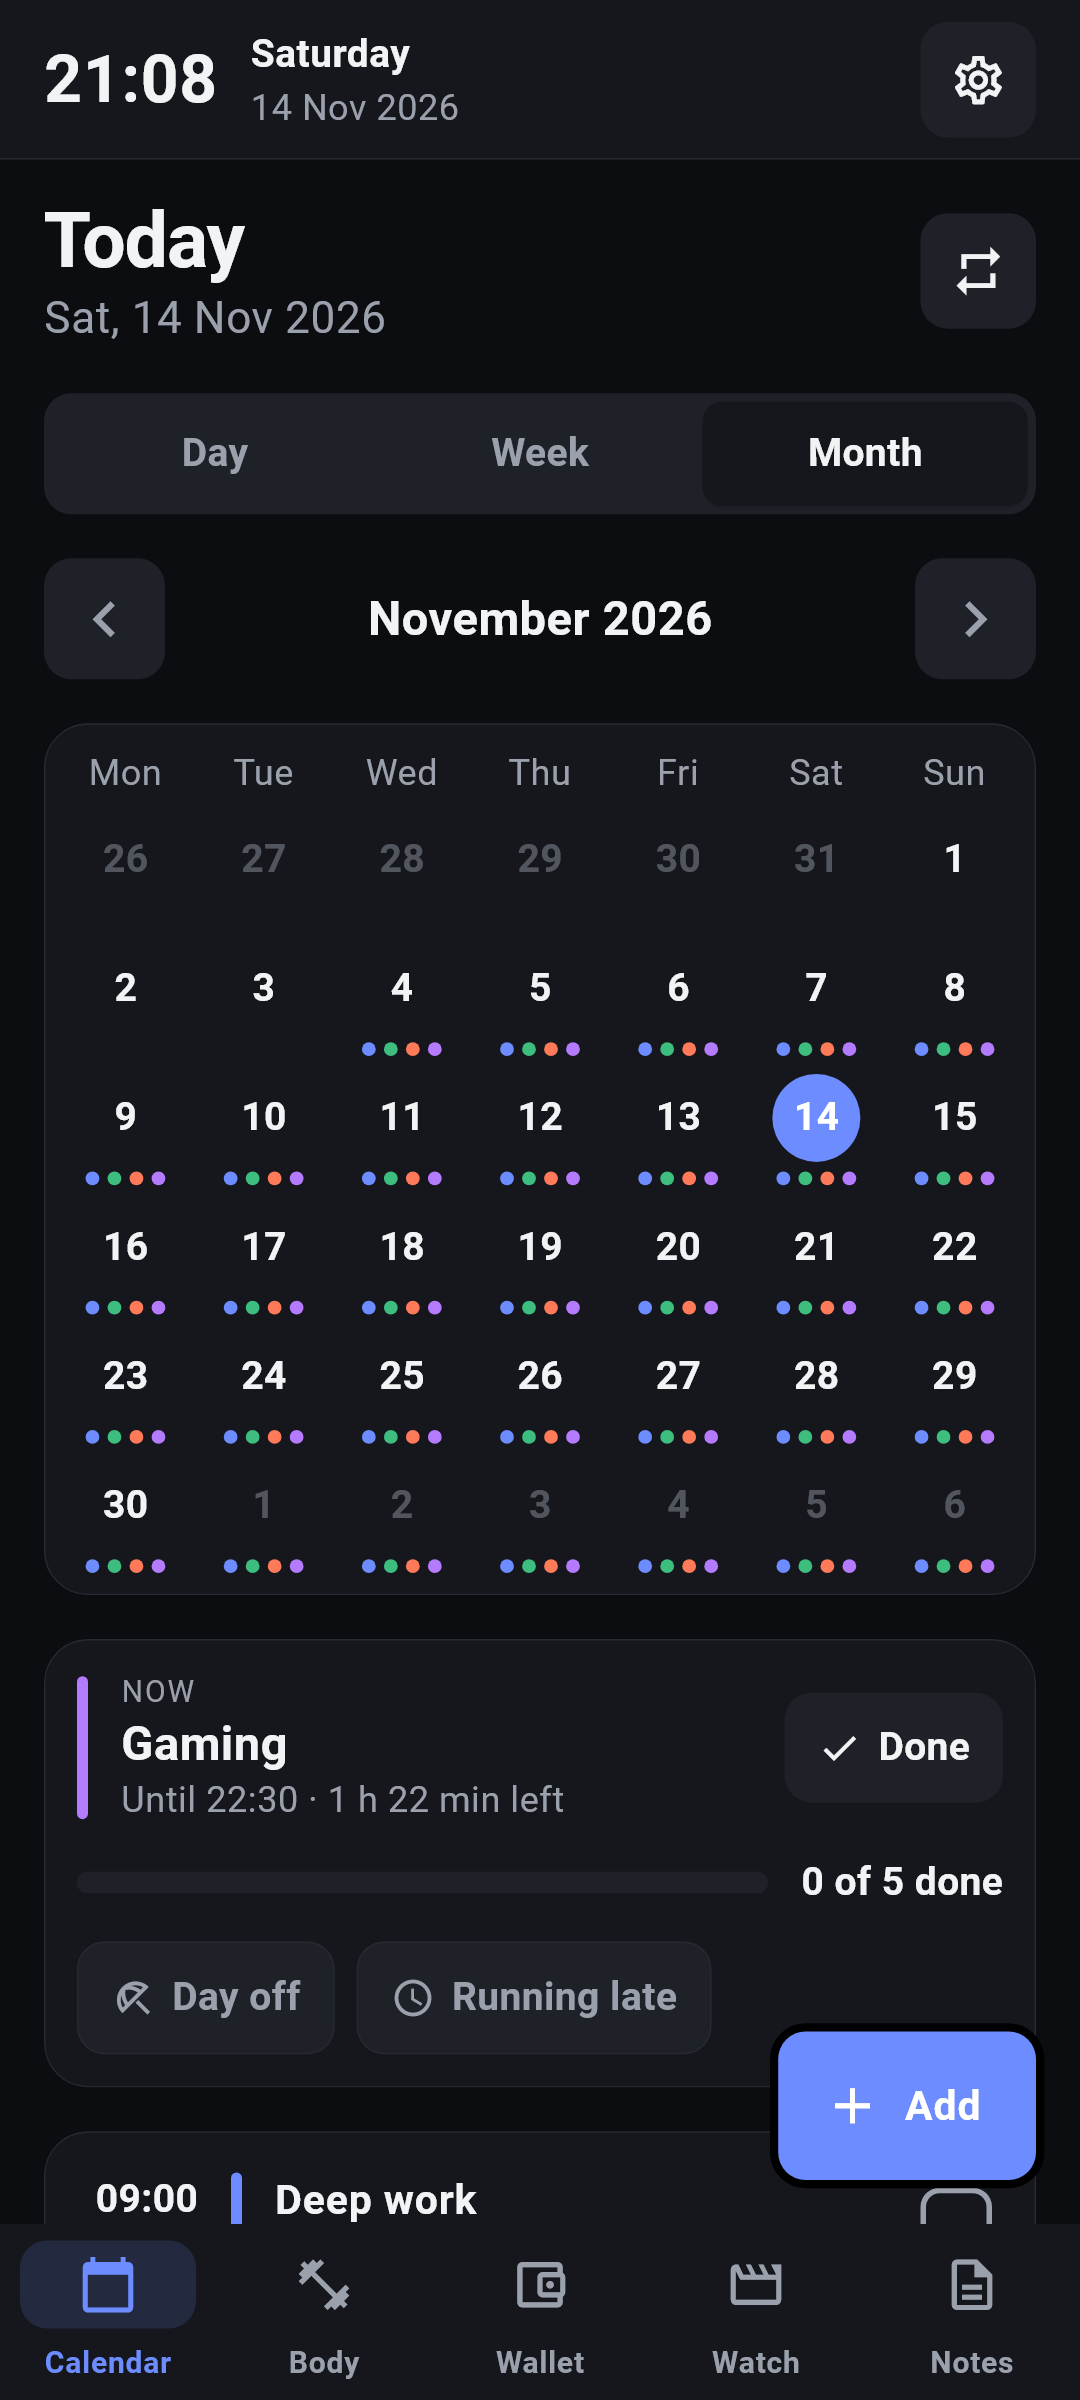 21:08
Saturday
14 Nov 2026
Today
Sat, 14 Nov 2026
Day Week Month
November 2026
Mon Tue Wed Thu Fri Sat Sun
26 27 28 29 30 31 1
2 3 4 5 6 7 8
9 10 11 12 13 14 15
16 17 18 19 20 21 22
23 24 25 26 27 28 29
30 1 2 3 4 5 6
NOW
Gaming
Until 22:30 · 1 h 22 min left
Done
0 of 5 done
Day off Running late
Add
09:00 Deep work
Calendar Body Wallet Watch Notes